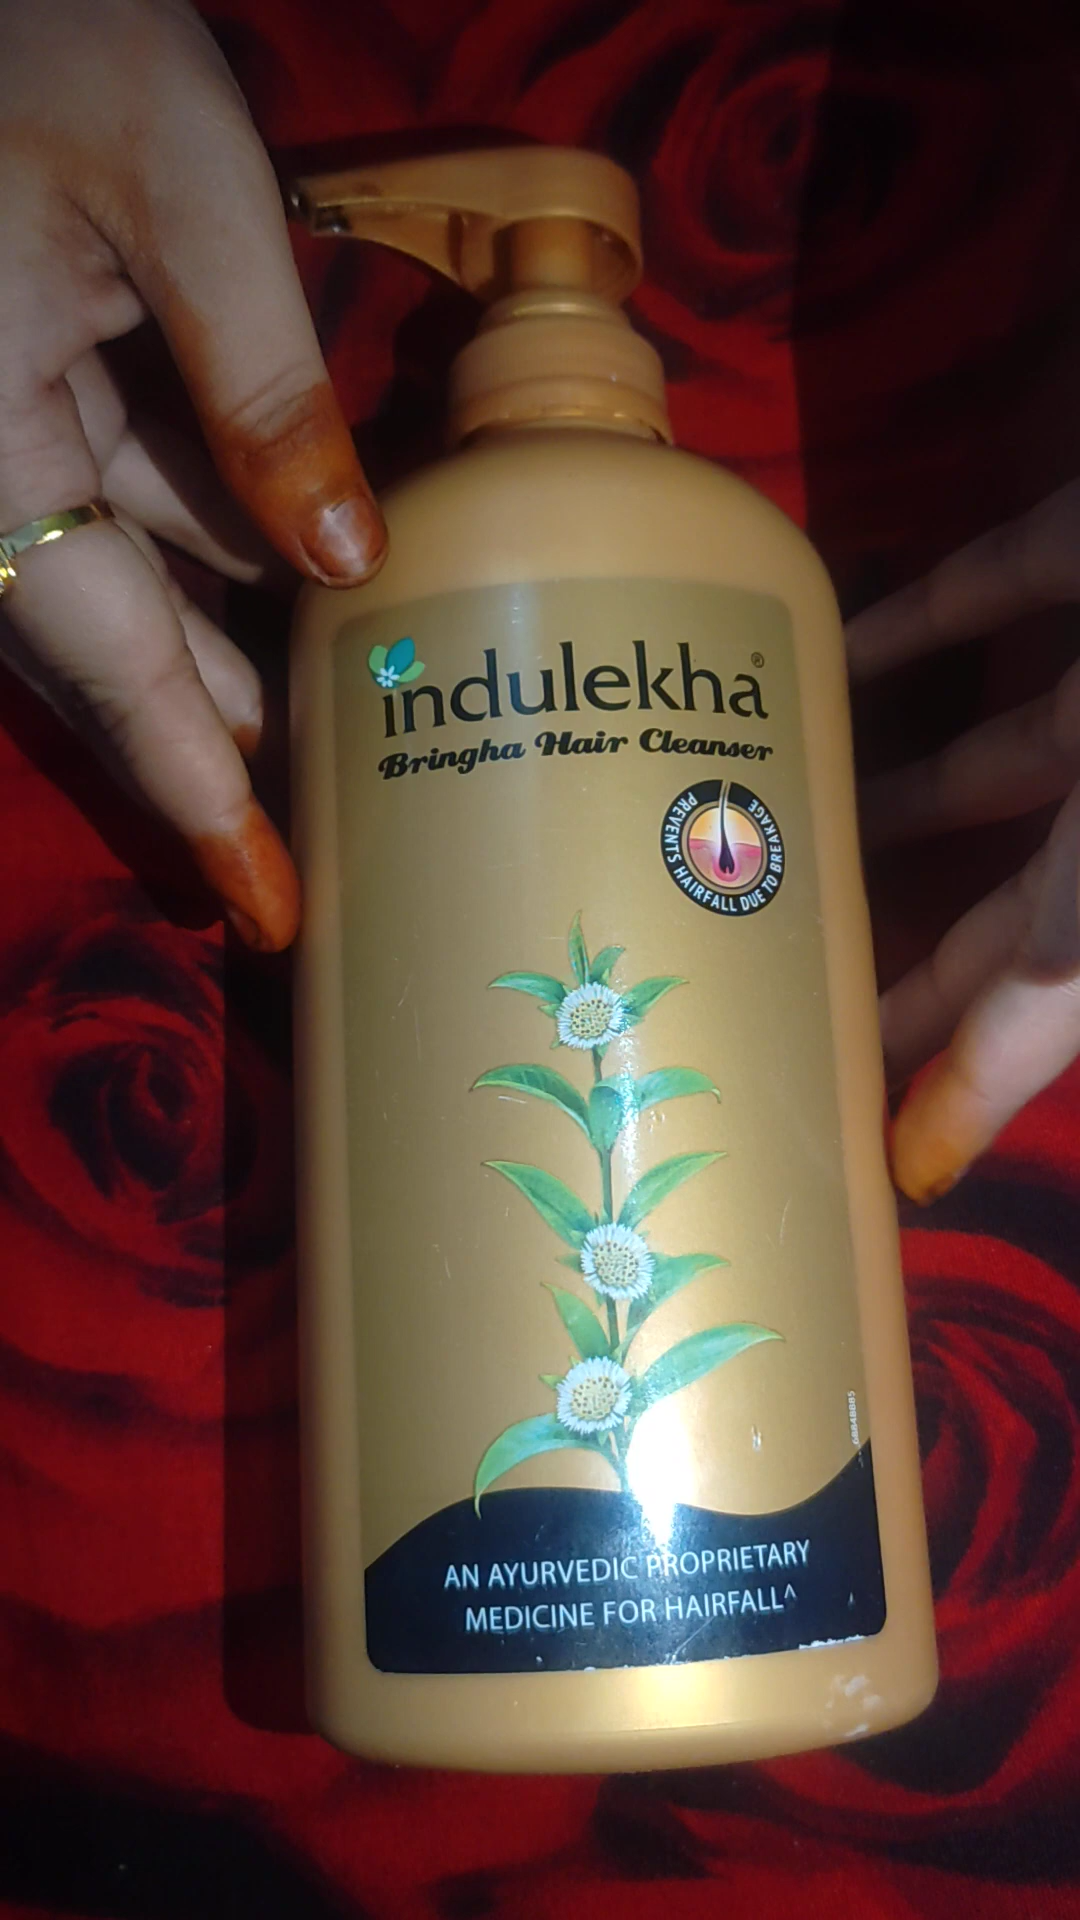 indulekha®
Bringha Hair Cleanser
PREVENTS HAIRFALL DUE TO BREAKAGE
AN AYURVEDIC PROPRIETARY
MEDICINE FOR HAIRFALL^